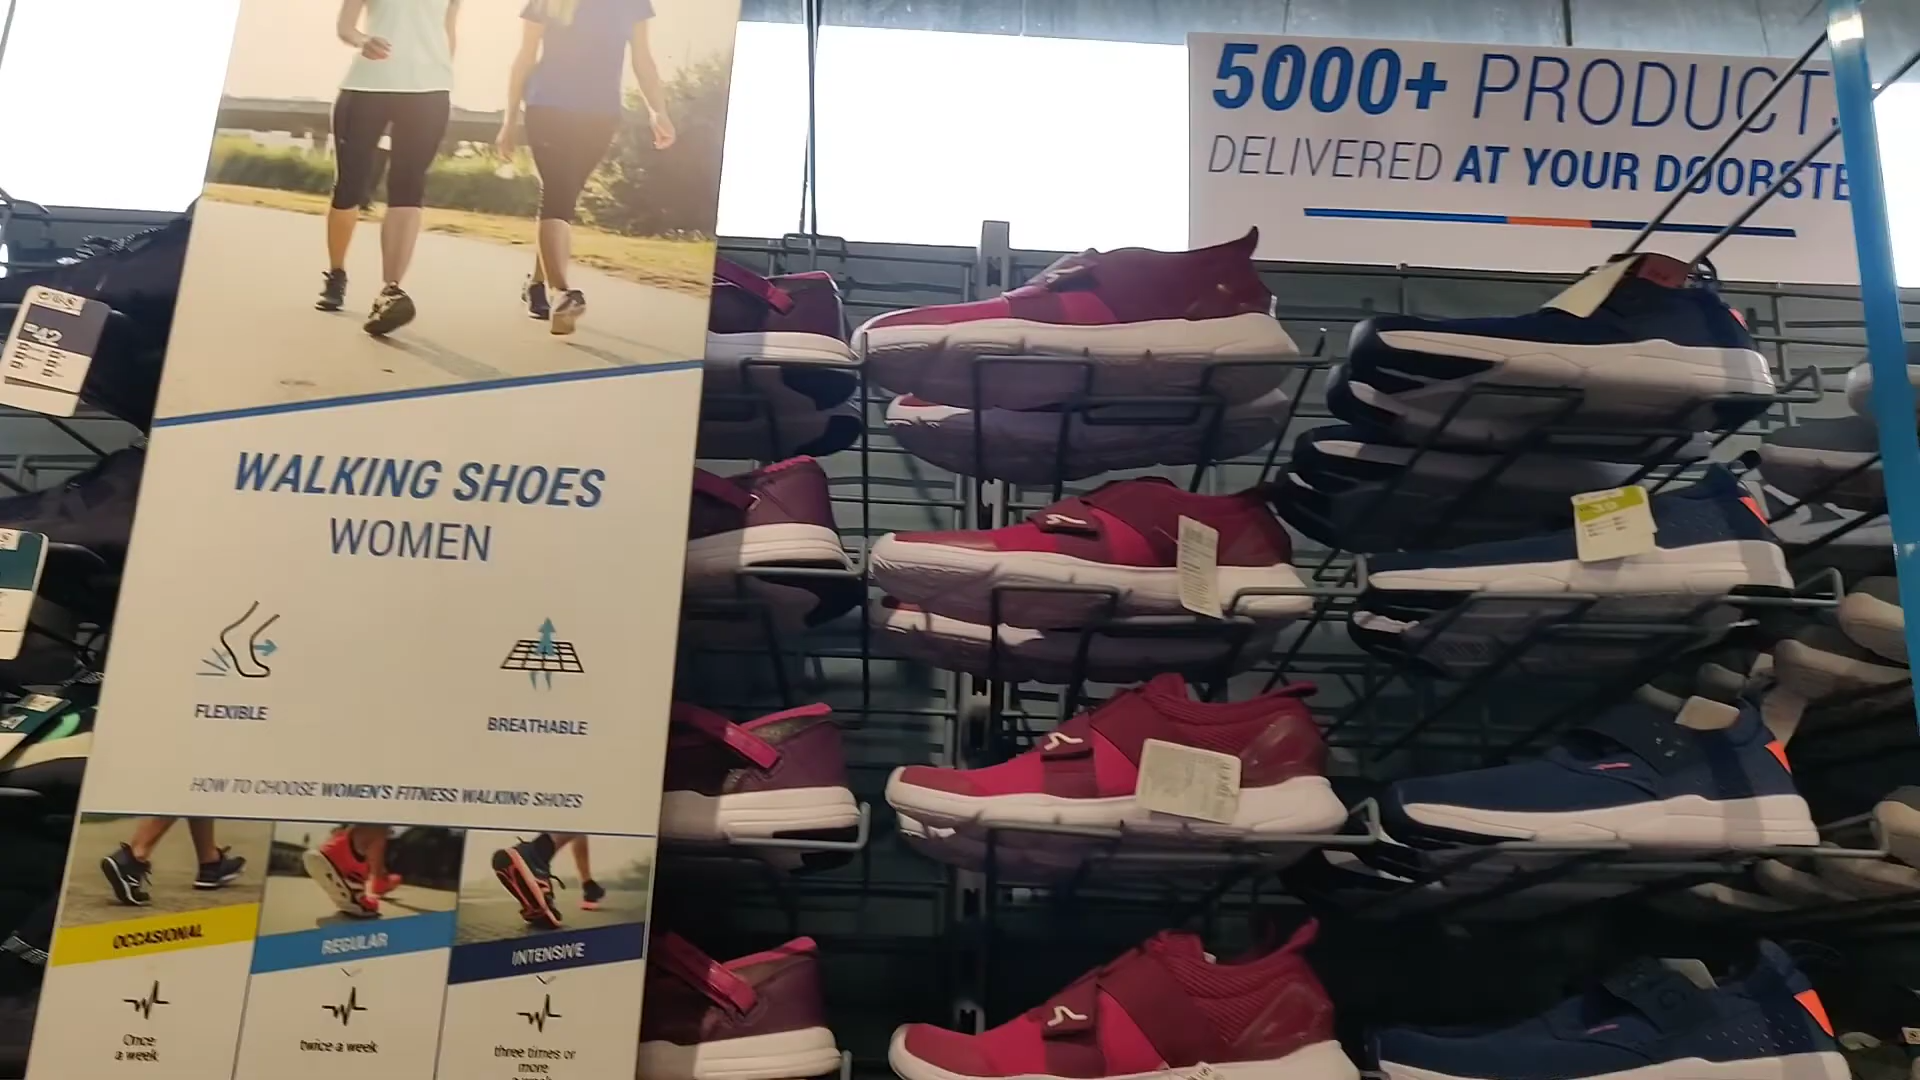 5000+ PRODUCT
DELIVERED AT YOUR DOORSTE
WALKING SHOES
WOMEN
FLEXIBLE
BREATHABLE
HOW TO CHOOSE WOMEN'S FITNESS WALKING SHOES
OCCASIONAL
REGULAR
INTENSIVE
Once
a week
twice a week
three times or
more
42